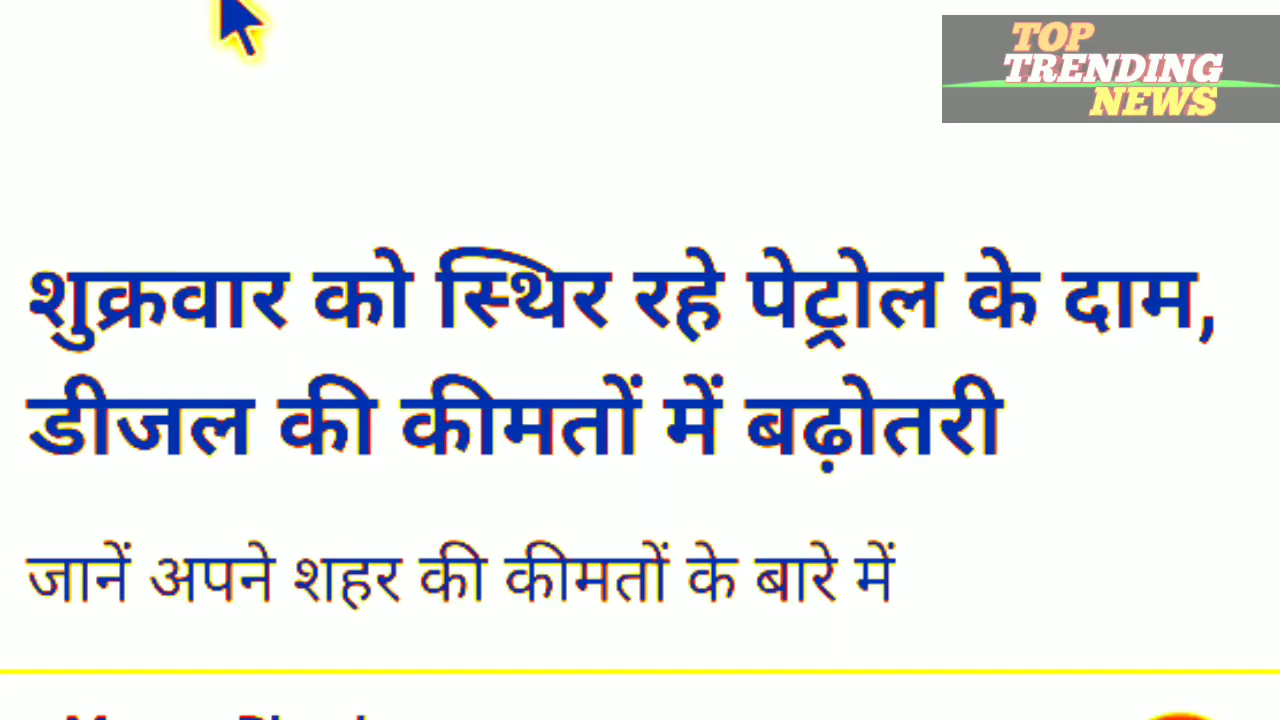 TOP
TRENDING
NEWS
शुक्रवार को स्थिर रहे पेट्रोल के दाम,
डीजल की कीमतों में बढ़ोतरी
जानें अपने शहर की कीमतों के बारे में